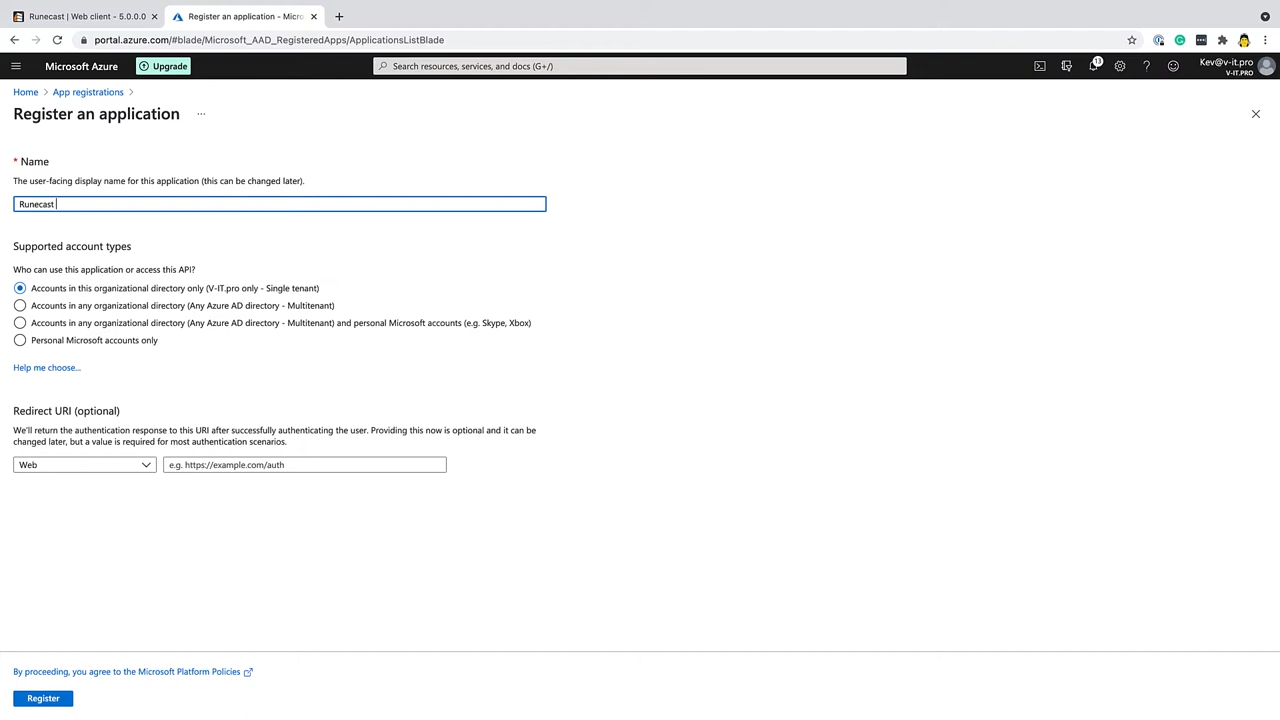 Runecast | Web client - 5.0.0.0
Register an application - Micro
portal.azure.com/#blade/Microsoft_AAD_RegisteredApps/ApplicationsListBlade
Microsoft Azure
Upgrade
Search resources, services, and docs (G+/)
13
Kev@v-it.pro
V-IT.PRO
Home
App registrations
Register an application
...
* Name
The user-facing display name for this application (this can be changed later).
Runecast
Supported account types
Who can use this application or access this API?
Accounts in this organizational directory only (V-IT.pro only - Single tenant)
Accounts in any organizational directory (Any Azure AD directory - Multitenant)
Accounts in any organizational directory (Any Azure AD directory - Multitenant) and personal Microsoft accounts (e.g. Skype, Xbox)
Personal Microsoft accounts only
Help me choose...
Redirect URI (optional)
We'll return the authentication response to this URI after successfully authenticating the user. Providing this now is optional and it can be
changed later, but a value is required for most authentication scenarios.
Web
e.g. https://example.com/auth
By proceeding, you agree to the Microsoft Platform Policies
Register